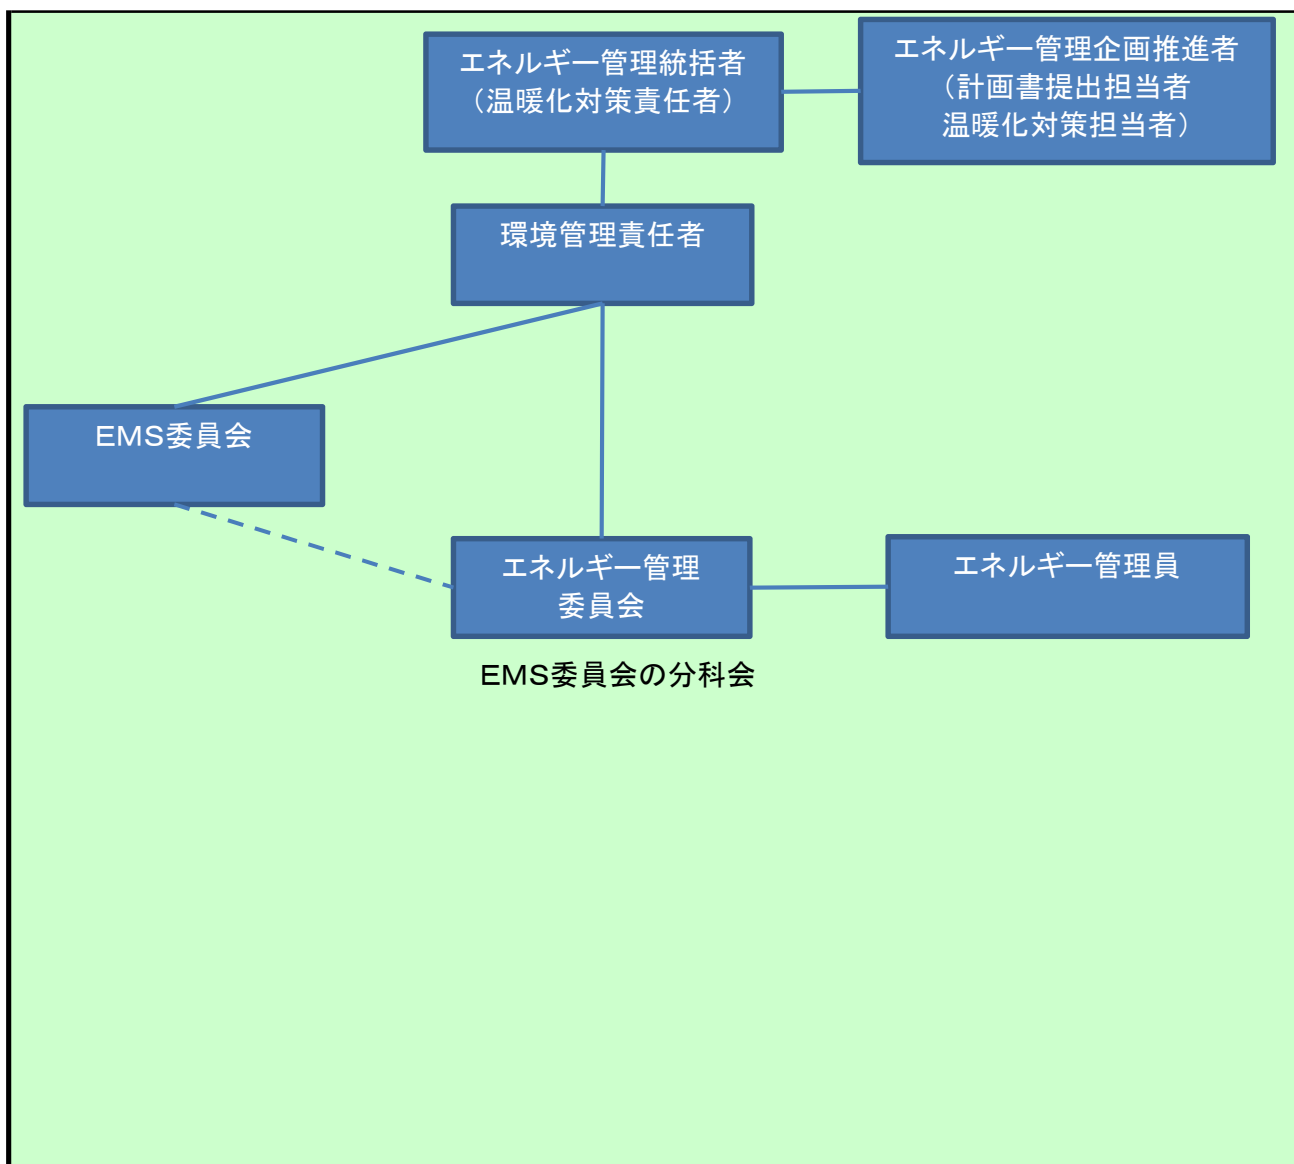 エネルギー管理統括者
（温暖化対策責任者）
エネルギー管理企画推進者
（計画書提出担当者
温暖化対策担当者）
環境管理責任者
EMS委員会
エネルギー管理
委員会
エネルギー管理員
EMS委員会の分科会